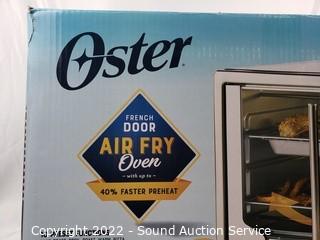 Oster
FRENCH
DOOR
AIR FRY
Oven
with up to
40% FASTER PREHEAT
Copyright 2022 - Sound Auction Service